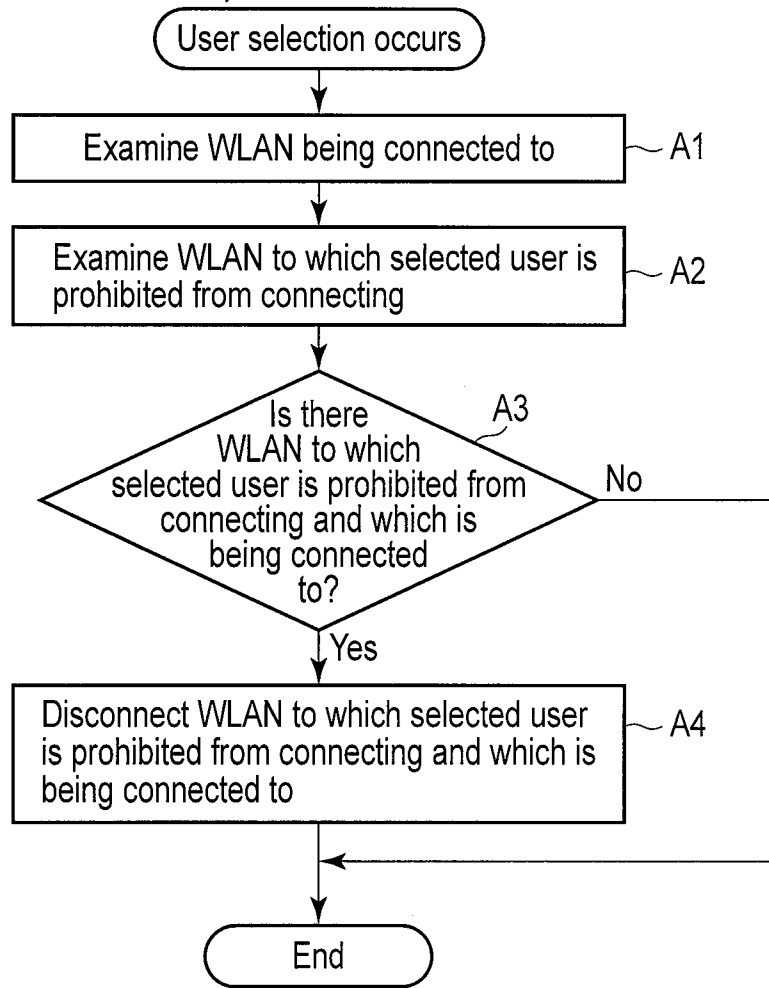 User selection occurs
Examine WLAN being connected to
A1
Examine WLAN to which selected user is
prohibited from connecting
A2
Is there
WLAN to which
selected user is prohibited from
connecting and which is
being connected
to?
A3
No
Yes
Disconnect WLAN to which selected user
is prohibited from connecting and which is
being connected to
A4
End